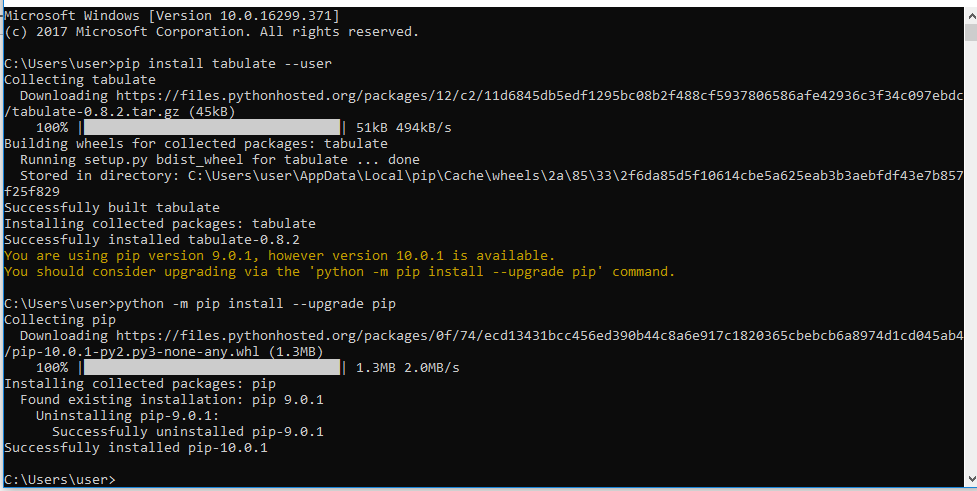 Microsoft Windows [Version 10.0.16299.371]
(c) 2017 Microsoft Corporation. All rights reserved.
C:\Users\user>pip install tabulate --user
Collecting tabulate
Downloading https://files.pythonhosted.org/packages/12/c2/11d6845db5edf1295bc08b2f488cf5937806586afe42936c3f34c097ebdc
/tabulate-0.8.2.tar.gz (45kB)
100% | | 51kB 494kB/s
Building wheels for collected packages: tabulate
Running setup.py bdist_wheel for tabulate ... done
Stored in directory: C:\Users\user\AppData\Local\pip\Cache\wheels\2a\85\33\2f6da85d5f10614cbe5a625eab3b3aebfdf43e7b857
f25f829
Successfully built tabulate
Installing collected packages: tabulate
Successfully installed tabulate-0.8.2
You are using pip version 9.0.1, however version 10.0.1 is available.
You should consider upgrading via the 'python -m pip install --upgrade pip' command.
C:\Users\user>python -m pip install --upgrade pip
Collecting pip
Downloading https://files.pythonhosted.org/packages/0f/74/ecd13431bcc456ed390b44c8a6e917c1820365cbebcb6a8974d1cd045ab4
/pip-10.0.1-py2.py3-none-any.whl (1.3MB)
100% | | 1.3MB 2.0MB/s
Installing collected packages: pip
Found existing installation: pip 9.0.1
Uninstalling pip-9.0.1:
Successfully uninstalled pip-9.0.1
Successfully installed pip-10.0.1
C:\Users\user>